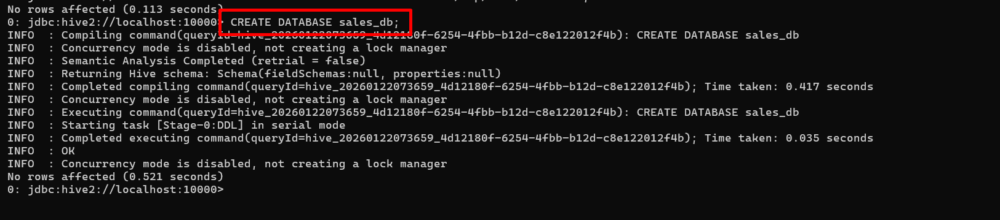 No rows affected (0.113 seconds)
0: jdbc:hive2://localhost:10000> CREATE DATABASE sales_db;
INFO  : Compiling command(queryId=hive_20260122073659_4d12180f-6254-4fbb-b12d-c8e122012f4b): CREATE DATABASE sales_db
INFO  : Concurrency mode is disabled, not creating a lock manager
INFO  : Semantic Analysis Completed (retrial = false)
INFO  : Returning Hive schema: Schema(fieldSchemas:null, properties:null)
INFO  : Completed compiling command(queryId=hive_20260122073659_4d12180f-6254-4fbb-b12d-c8e122012f4b); Time taken: 0.417 seconds
INFO  : Concurrency mode is disabled, not creating a lock manager
INFO  : Executing command(queryId=hive_20260122073659_4d12180f-6254-4fbb-b12d-c8e122012f4b): CREATE DATABASE sales_db
INFO  : Starting task [Stage-0:DDL] in serial mode
INFO  : Completed executing command(queryId=hive_20260122073659_4d12180f-6254-4fbb-b12d-c8e122012f4b); Time taken: 0.035 seconds
INFO  : OK
INFO  : Concurrency mode is disabled, not creating a lock manager
No rows affected (0.521 seconds)
0: jdbc:hive2://localhost:10000>